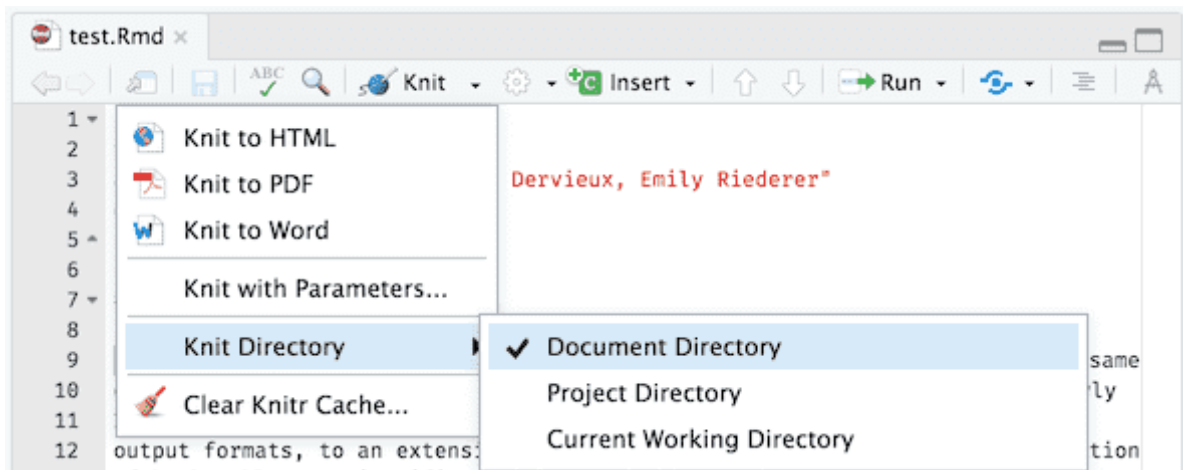 test.Rmd
ABC Knit Insert Run
1
2
3 Dervieux, Emily Riederer"
4
5
6
7
8
9 same
10
11
12 output formats, to an extens tion
Knit to HTML
Knit to PDF
Knit to Word
Knit with Parameters...
Knit Directory
Clear Knitr Cache...
Document Directory
Project Directory
Current Working Directory